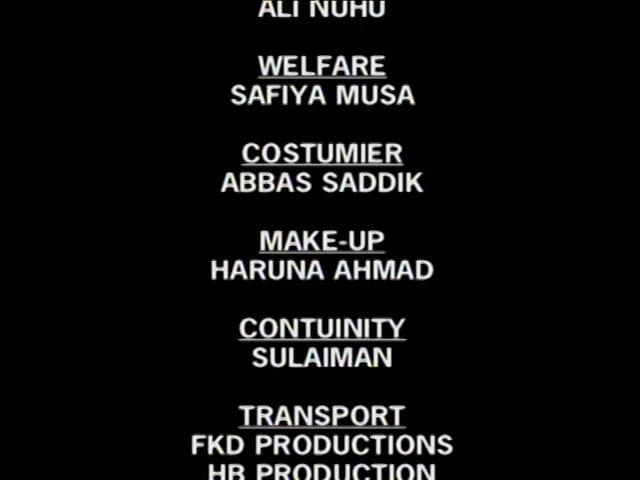 ALI NUHU
WELFARE
SAFIYA MUSA
COSTUMIER
ABBAS SADDIK
MAKE-UP
HARUNA AHMAD
CONTUINITY
SULAIMAN
TRANSPORT
FKD PRODUCTIONS
HB PRODUCTION